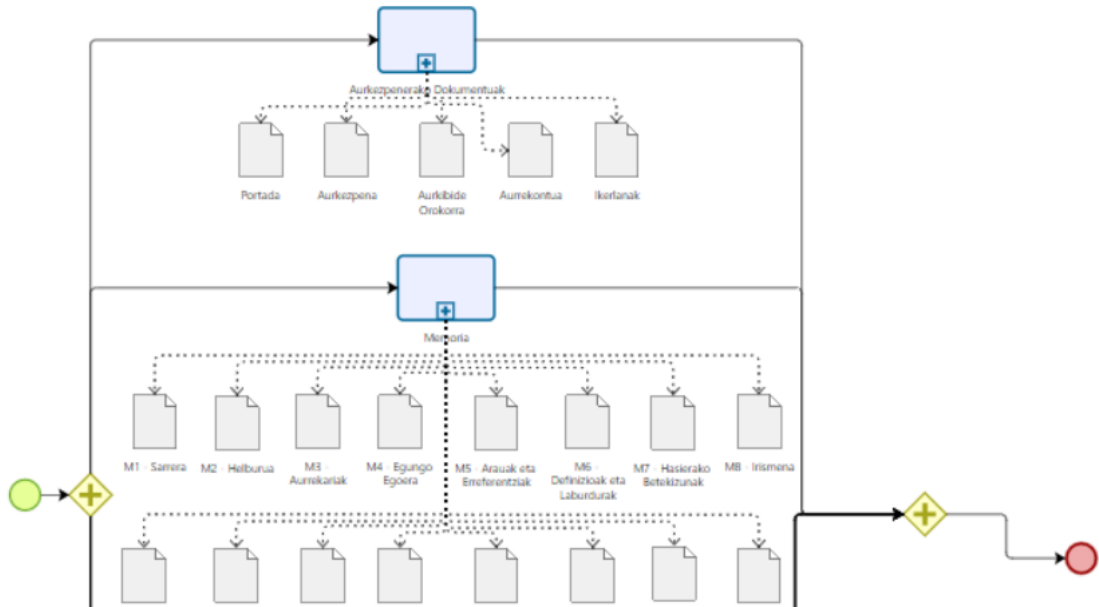 Aurkezpenerako Dokumentuak
Portada
Aurkezpena
Aurkibide
Orokorra
Aurrekontua
Ikerlanak
Memoria
M1 - Sarrera
M2 - Helburua
M3 -
Aurrekariak
M4 - Egungo
Egoera
M5 - Arauak eta
Erreferentziak
M6 -
Definizioak eta
Laburdurak
M7 - Hasierako
Betekizunak
M8 - Irismena